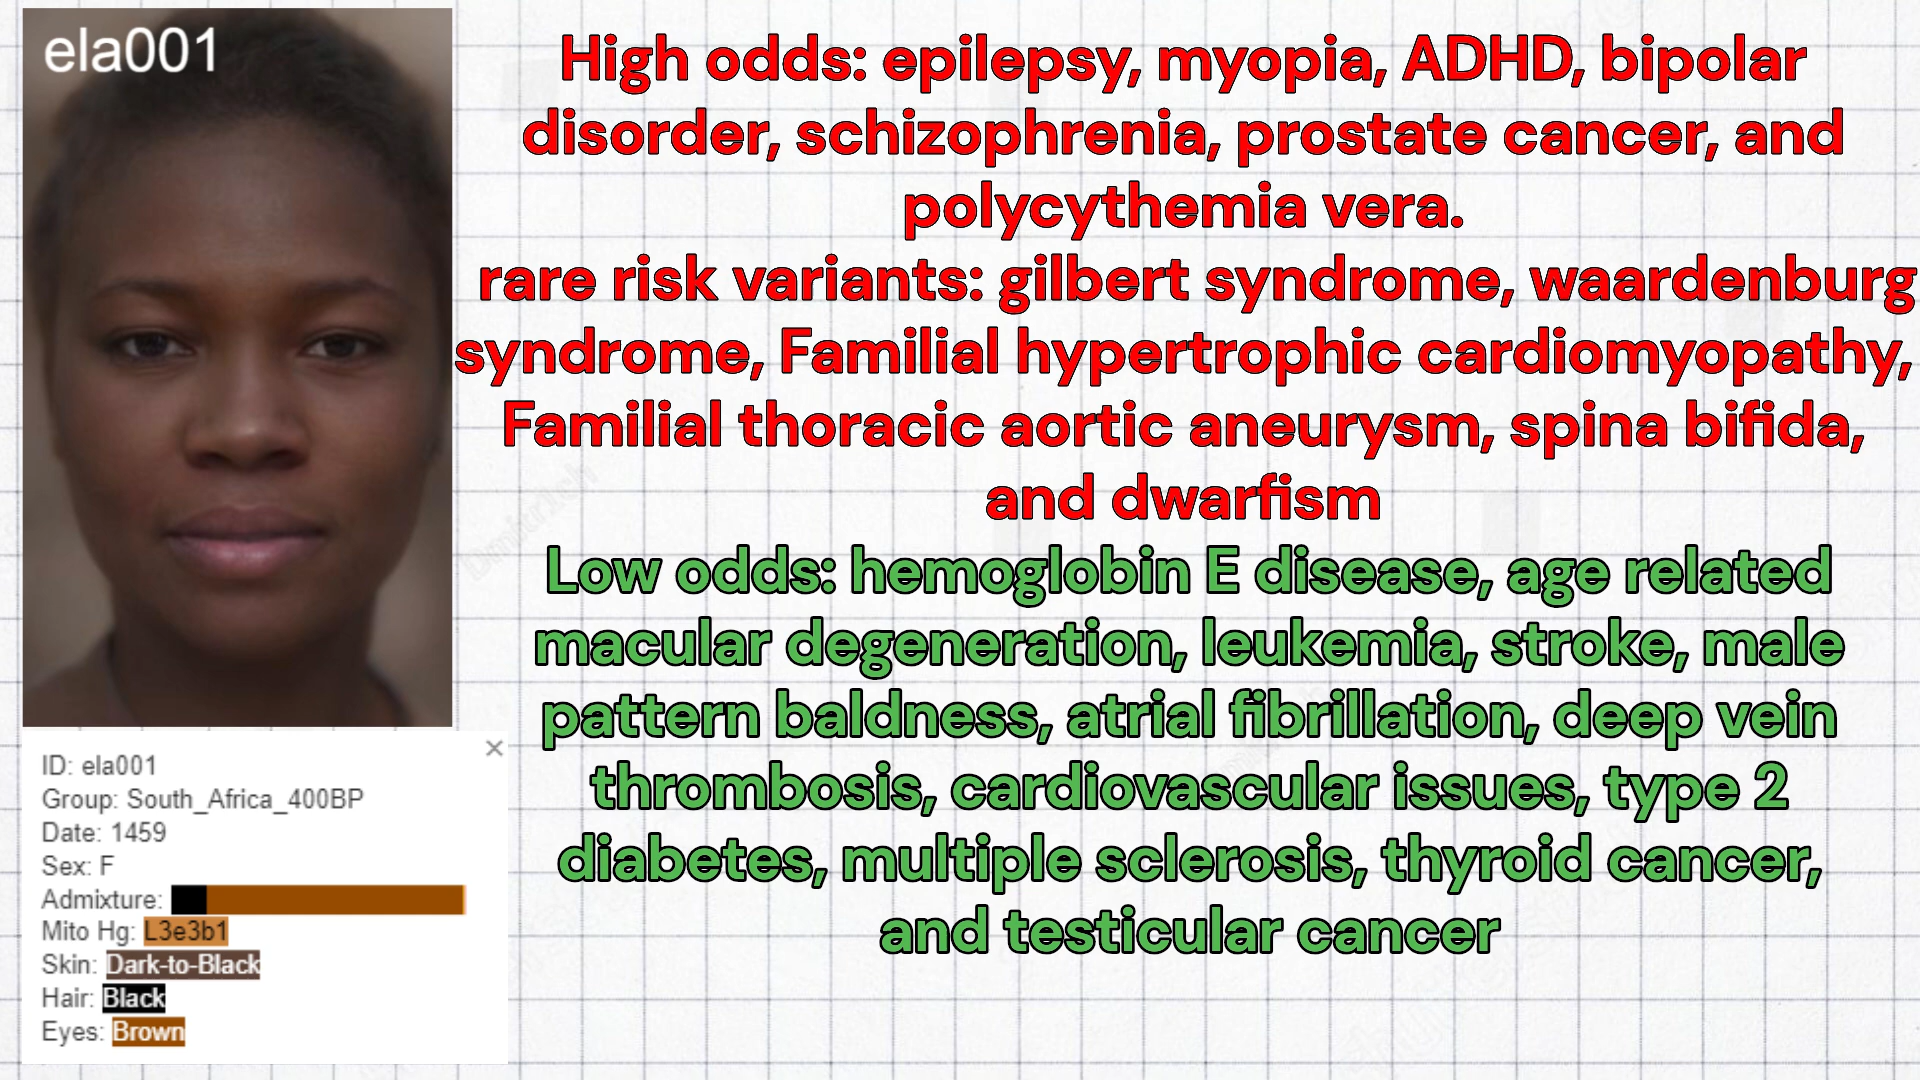 ela001
High odds: epilepsy, myopia, ADHD, bipolar
disorder, schizophrenia, prostate cancer, and
polycythemia vera.
rare risk variants: gilbert syndrome, waardenburg
syndrome, Familial hypertrophic cardiomyopathy,
Familial thoracic aortic aneurysm, spina bifida,
and dwarfism
Low odds: hemoglobin E disease, age related
macular degeneration, leukemia, stroke, male
pattern baldness, atrial fibrillation, deep vein
thrombosis, cardiovascular issues, type 2
diabetes, multiple sclerosis, thyroid cancer,
and testicular cancer
ID: ela001
Group: South_Africa_400BP
Date: 1459
Sex: F
Admixture:
Mito Hg: L3e3b1
Skin: Dark-to-Black
Hair: Black
Eyes: Brown